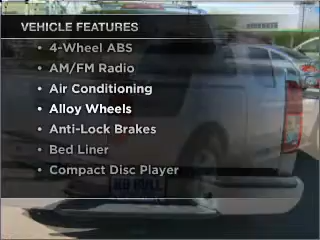 VEHICLE FEATURES
• 4-Wheel ABS
• AM/FM Radio
• Air Conditioning
• Alloy Wheels
• Anti-Lock Brakes
• Bed Liner
• Compact Disc Player